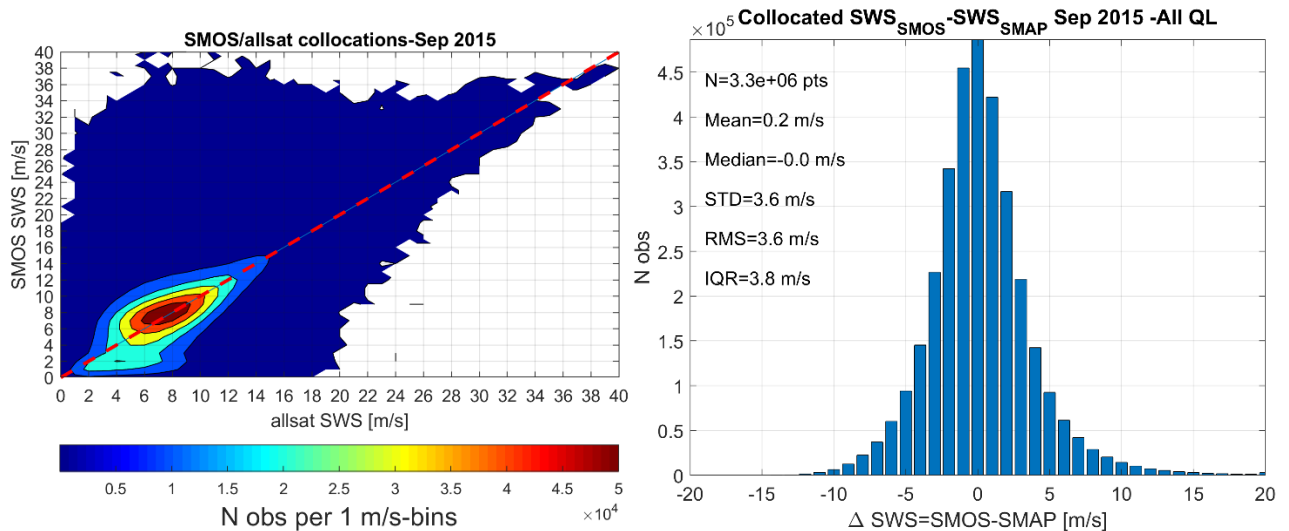 SMOS/allsat collocations-Sep 2015
40
38
36
34
32
30
28
26
24
22
20
18
16
14
12
10
8
6
4
2
0
SMOS SWS [m/s]
0 2 4 6 8 10 12 14 16 18 20 22 24 26 28 30 32 34 36 38 40
allsat SWS [m/s]
0.5 1 1.5 2 2.5 3 3.5 4 4.5 5
N obs per 1 m/s-bins
×10⁴
×10⁵
Collocated SWS_SMOS-SWS_SMAP Sep 2015 -All QL
N=3.3e+06 pts
Mean=0.2 m/s
Median=-0.0 m/s
STD=3.6 m/s
RMS=3.6 m/s
IQR=3.8 m/s
4.5
4
3.5
3
2.5
2
1.5
1
0.5
0
N obs
-20 -15 -10 -5 0 5 10 15 20
Δ SWS=SMOS-SMAP [m/s]